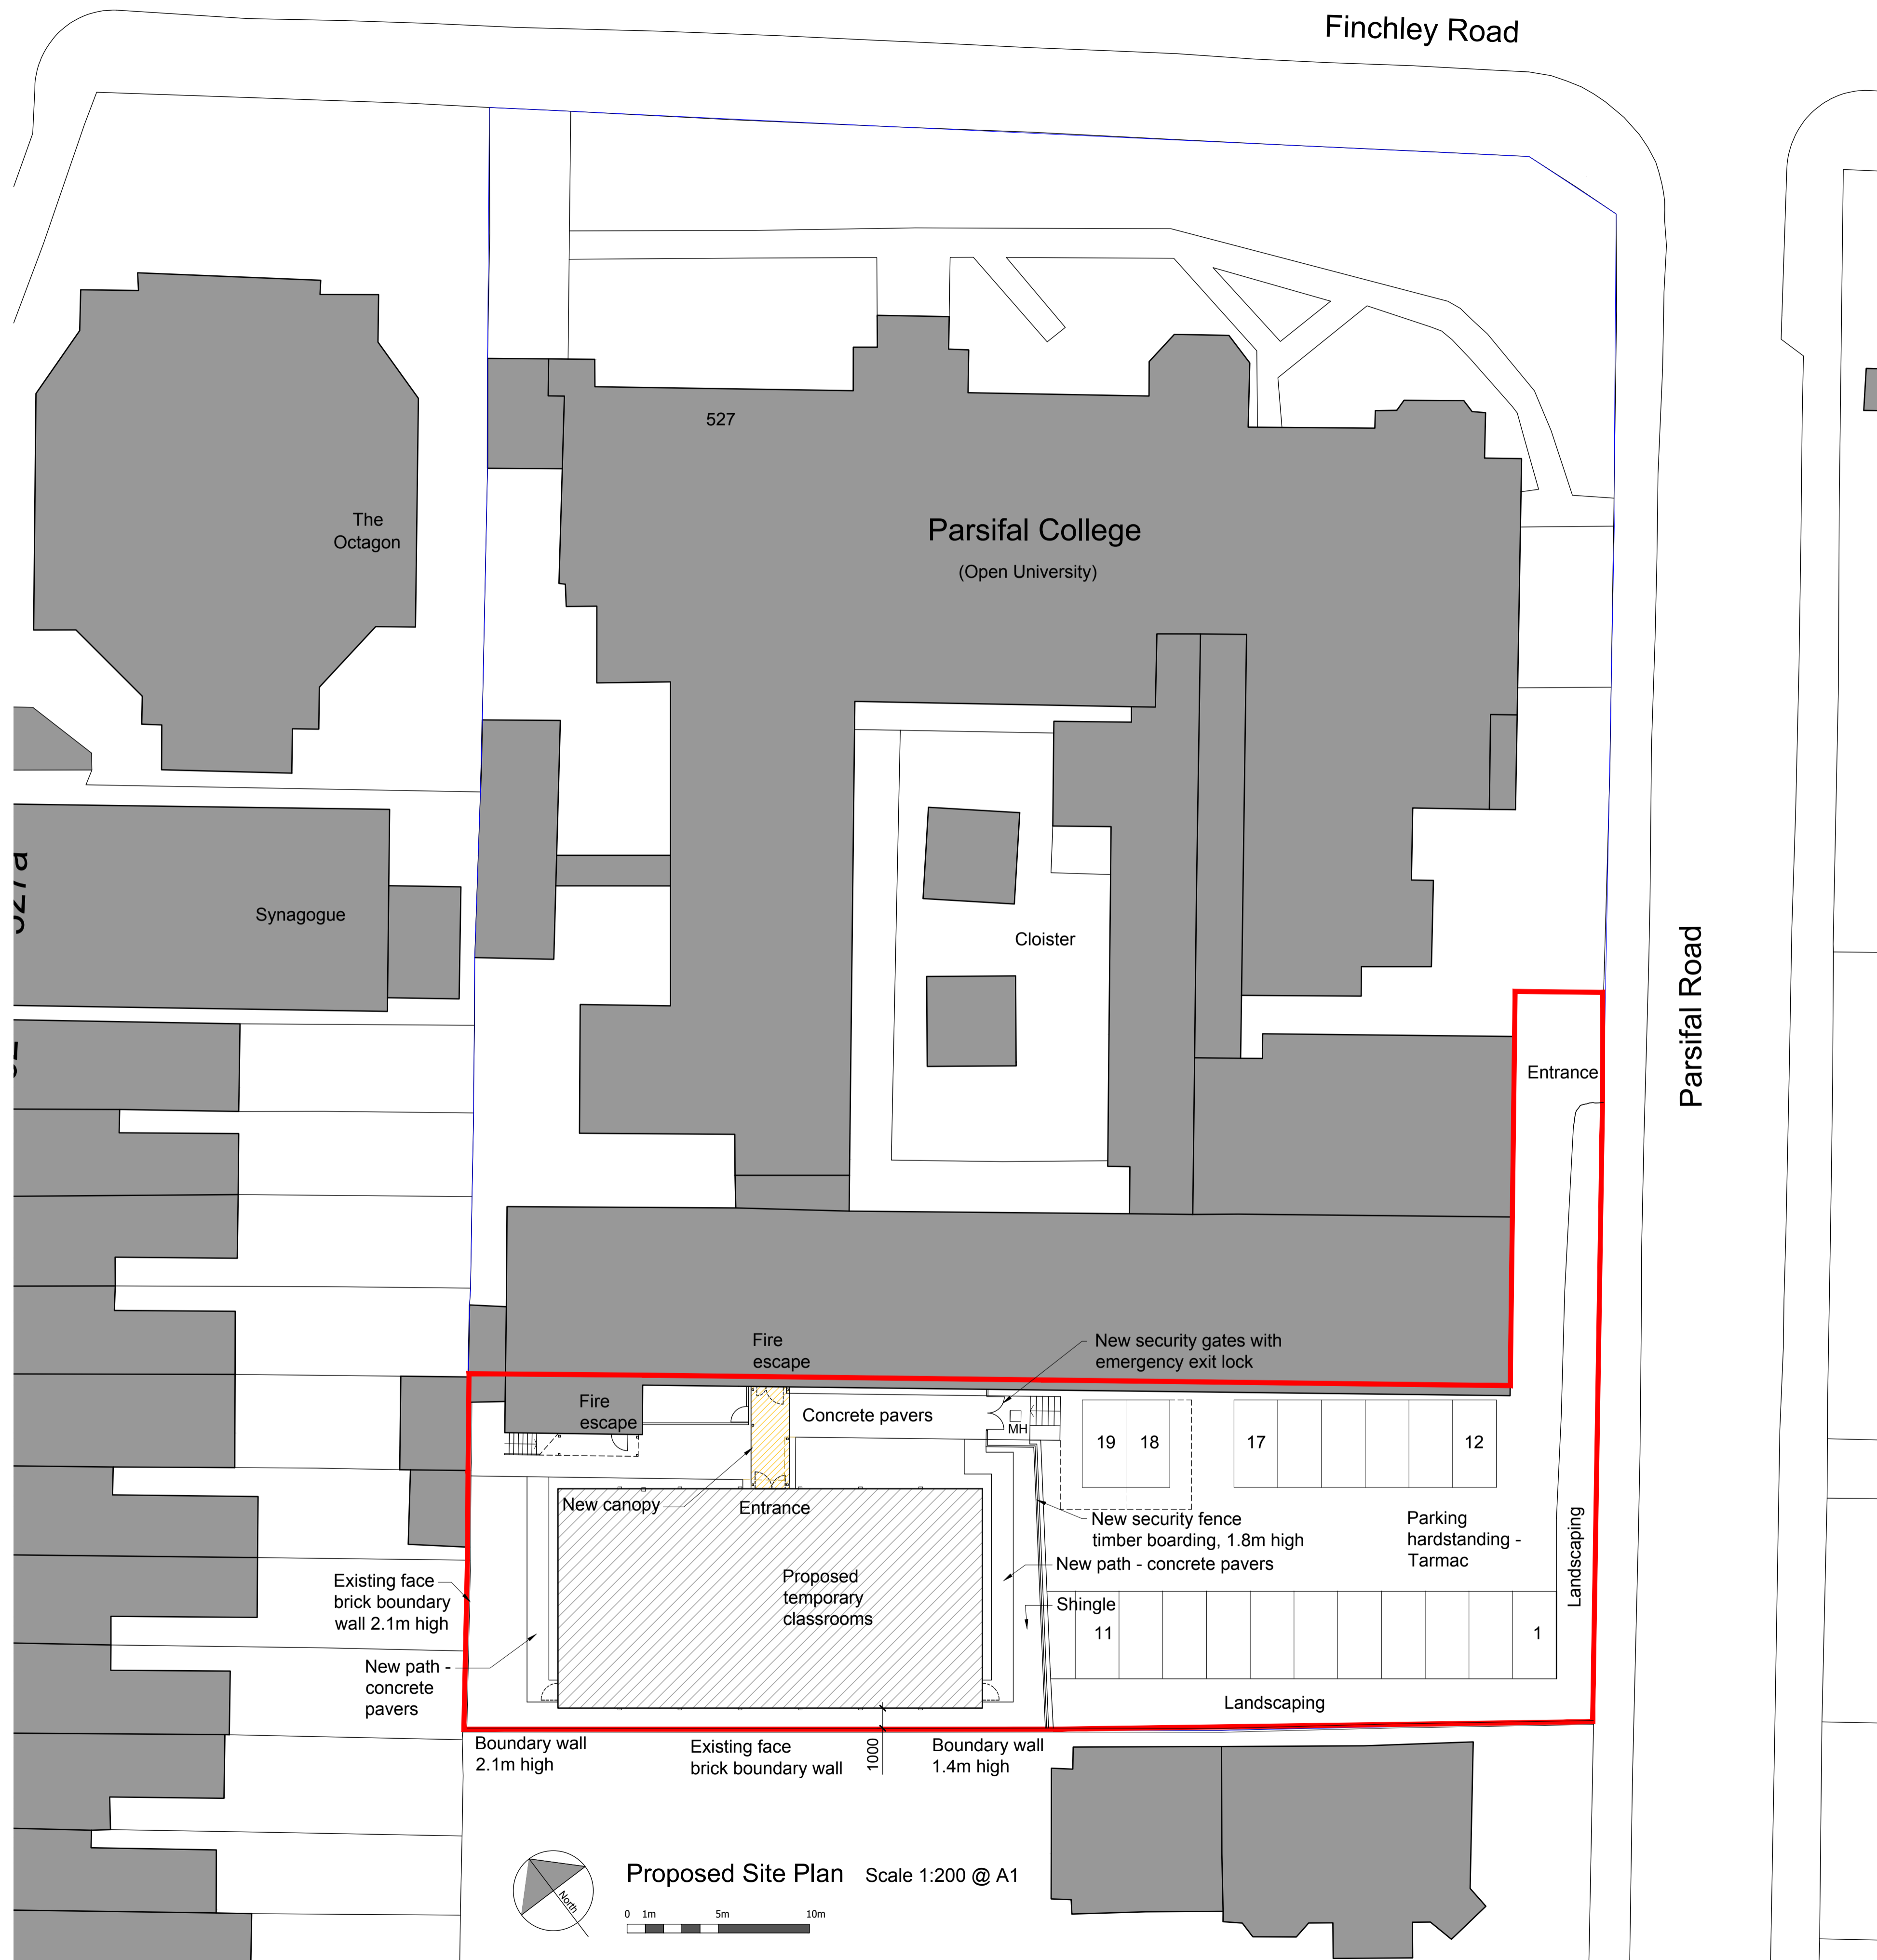 Finchley Road
527
The
Octagon
Parsifal College
(Open University)
527a
Synagogue
Cloister
Parsifal Road
Entrance
Fire
escape
New security gates with
emergency exit lock
Fire
escape
Concrete pavers
MH
19
18
17
12
New canopy
Entrance
New security fence
timber boarding, 1.8m high
Parking
hardstanding -
Tarmac
Landscaping
New path - concrete pavers
Proposed
temporary
classrooms
Existing face
brick boundary
wall 2.1m high
Shingle
11
1
New path -
concrete
pavers
Landscaping
Boundary wall
2.1m high
Existing face
brick boundary wall
1000
Boundary wall
1.4m high
North
Proposed Site Plan Scale 1:200 @ A1
0 1m 5m 10m